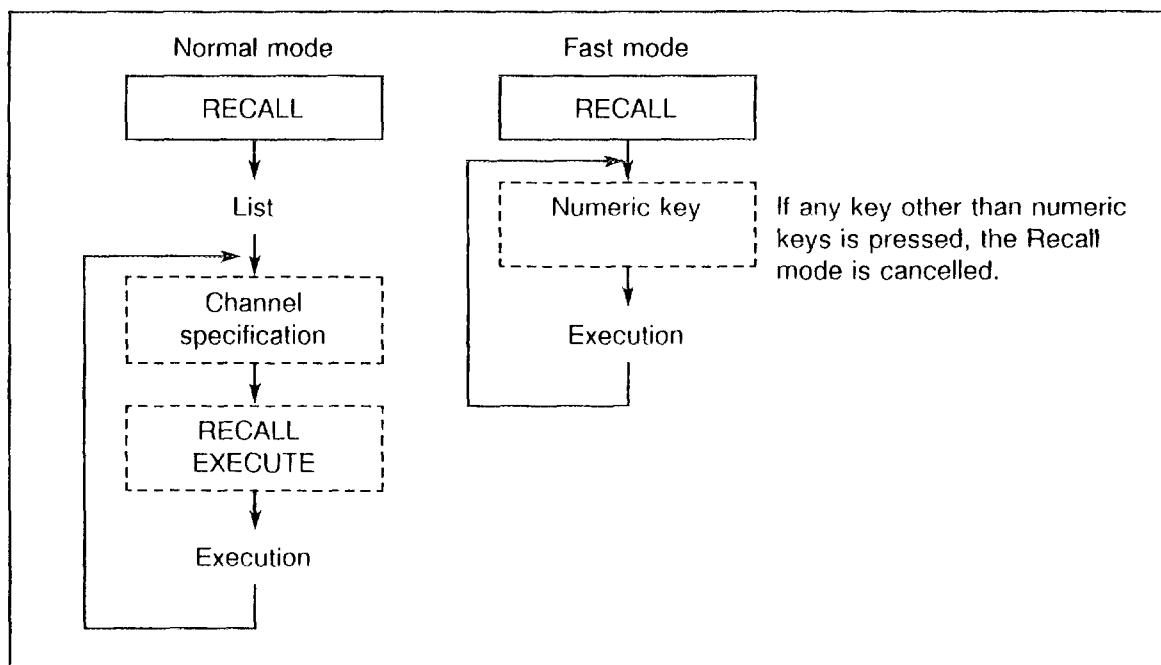 Normal mode
RECALL
List
Channel
specification
RECALL
EXECUTE
Execution
Fast mode
RECALL
Numeric key
If any key other than numeric
keys is pressed, the Recall
mode is cancelled.
Execution